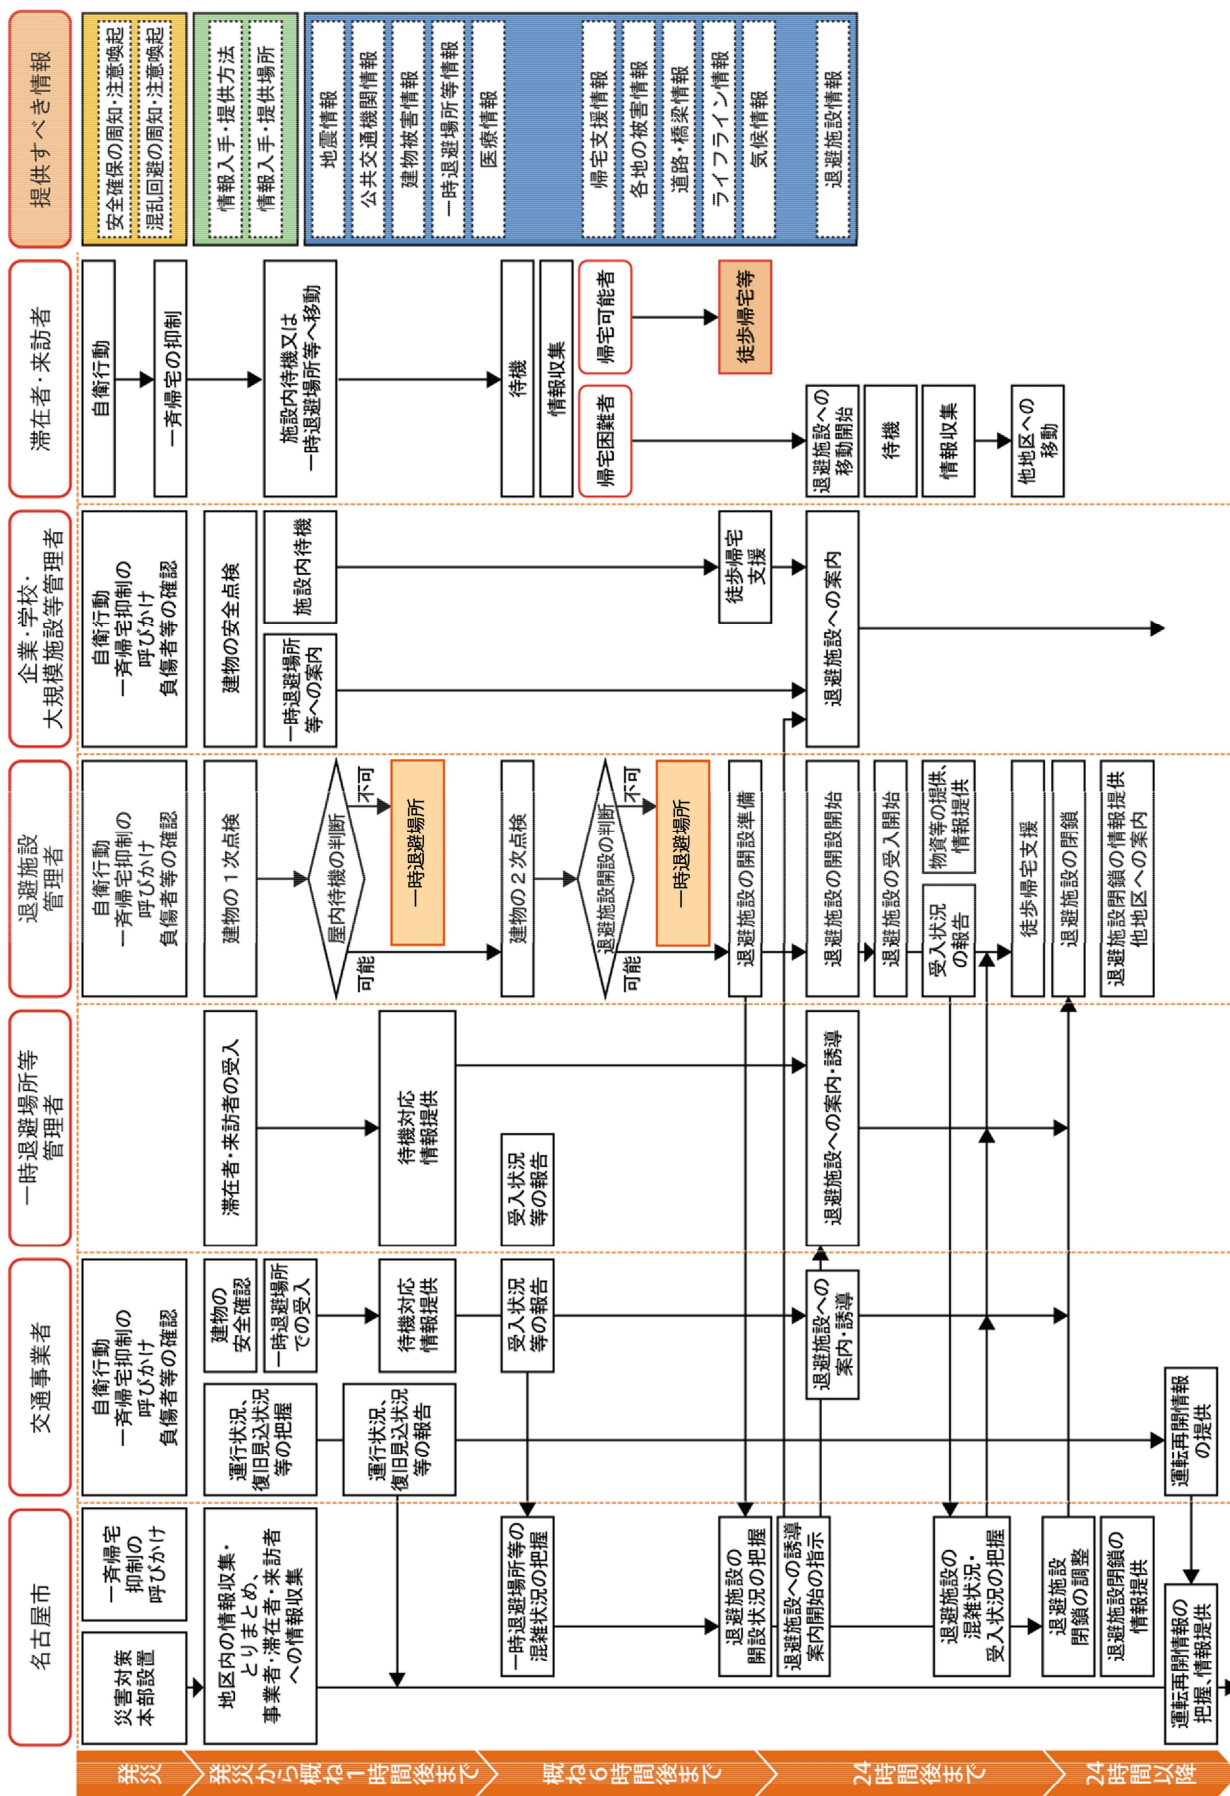 名古屋市
交通事業者
一時退避場所等
管理者
退避施設
管理者
企業・学校・
大規模施設等管理者
滞在者・来訪者
提供すべき情報
発災
発災から概ね1時間後まで
概ね6時間後まで
24時間後まで
24時間以降
災害対策
本部設置
一斉帰宅
抑制の
呼びかけ
地区内の情報収集・
とりまとめ、
事業者・滞在者・来訪者
への情報収集
一時退避場所等の
混雑状況の把握
退避施設の
開設状況の把握
退避施設への誘導
案内開始の指示
退避施設の
混雑状況・
受入状況の把握
退避施設
閉鎖の調整
退避施設閉鎖の
情報提供
運転再開情報の
把握、情報提供
自衛行動
一斉帰宅抑制の
呼びかけ
負傷者等の確認
運行状況、
復旧見込状況
等の把握
建物の
安全確認
一時退避場所
での受入
運行状況、
復旧見込状況
等の報告
待機対応
情報提供
受入状況
等の報告
退避施設への
案内・誘導
運転再開情報
の提供
滞在者・来訪者の受入
待機対応
情報提供
受入状況
等の報告
退避施設への案内・誘導
自衛行動
一斉帰宅抑制の
呼びかけ
負傷者等の確認
建物の1次点検
屋内待機の判断
可能
不可
一時退避場所
建物の2次点検
退避施設開設の判断
可能
不可
一時退避場所
退避施設の開設準備
退避施設の開設開始
退避施設の受入開始
受入状況
の報告
物資等の提供、
情報提供
徒歩帰宅支援
退避施設の閉鎖
退避施設閉鎖の情報提供
他地区への案内
自衛行動
一斉帰宅抑制の
呼びかけ
負傷者等の確認
建物の安全点検
一時退避場所
等への案内
施設内待機
徒歩帰宅
支援
退避施設への案内
自衛行動
一斉帰宅の抑制
施設内待機又は
一時退避場所等へ移動
待機
情報収集
帰宅困難者
帰宅可能者
徒歩帰宅等
退避施設への
移動開始
待機
情報収集
他地区への
移動
安全確保の周知・注意喚起
混乱回避の周知・注意喚起
情報入手・提供方法
情報入手・提供場所
地震情報
公共交通機関情報
建物被害情報
一時退避場所等情報
医療情報
帰宅支援情報
各地の被害情報
道路・橋梁情報
ライフライン情報
気候情報
退避施設情報